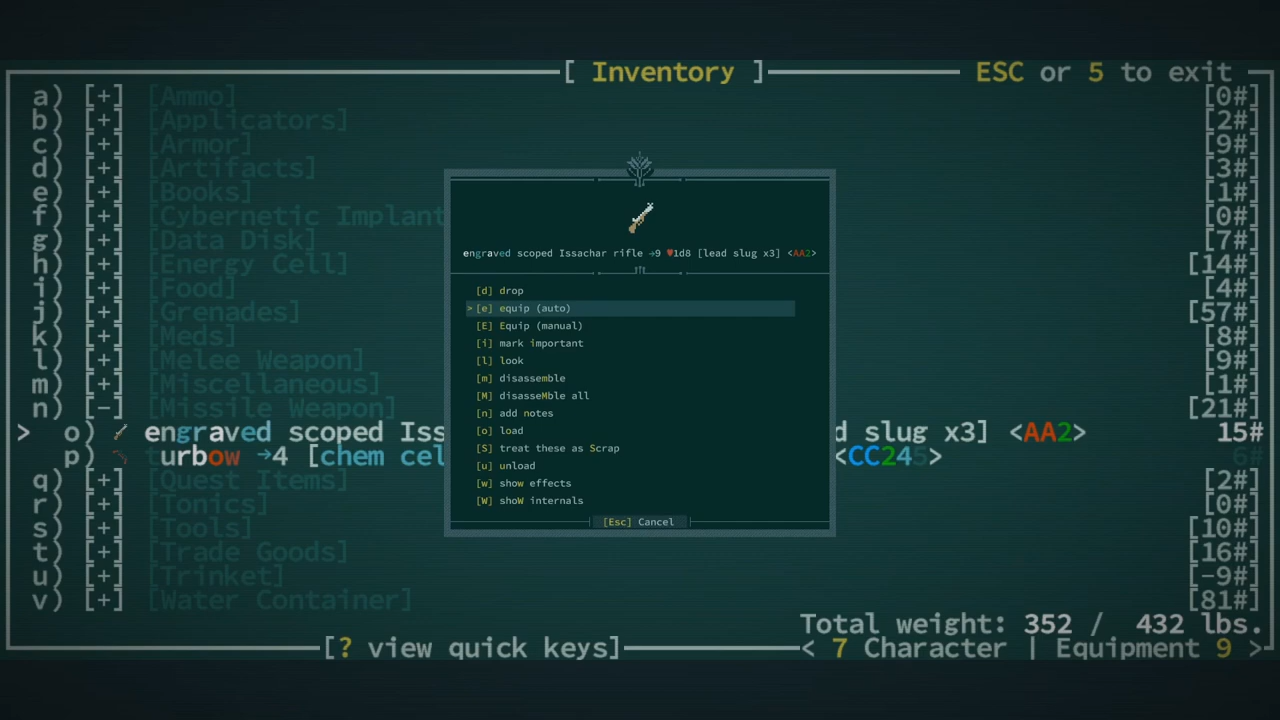 [ Inventory ] ESC or 5 to exit
a) [+] [Ammo] [0#]
b) [+] [Applicators] [2#]
c) [+] [Armor] [9#]
d) [+] [Artifacts] [3#]
e) [+] [Books] [1#]
f) [+] [Cybernetic Implant [0#]
g) [+] [Data Disk] [7#]
h) [+] [Energy Cell] [14#]
i) [+] [Food] [4#]
j) [+] [Grenades] [57#]
k) [+] [Meds] [8#]
l) [+] [Melee Weapon] [9#]
m) [+] [Miscellaneous] [1#]
n) [-] [Missile Weapon] [21#]
> o) engraved scoped Iss d slug x3] <AA2> 15#
p) turbow →4 [chem cel <CC245> 6#
q) [+] [Quest Items] [2#]
r) [+] [Tonics] [0#]
s) [+] [Tools] [10#]
t) [+] [Trade Goods] [16#]
u) [+] [Trinket] [-9#]
v) [+] [Water Container] [81#]
Total weight: 352 / 432 lbs.
[? view quick keys] < 7 Character | Equipment 9 >
engraved scoped Issachar rifle →9 ♥1d8 [lead slug x3] <AA2>
[d] drop
> [e] equip (auto)
[E] Equip (manual)
[i] mark important
[l] look
[m] disassemble
[M] disasseMble all
[n] add notes
[o] load
[S] treat these as Scrap
[u] unload
[w] show effects
[W] shoW internals
[Esc] Cancel